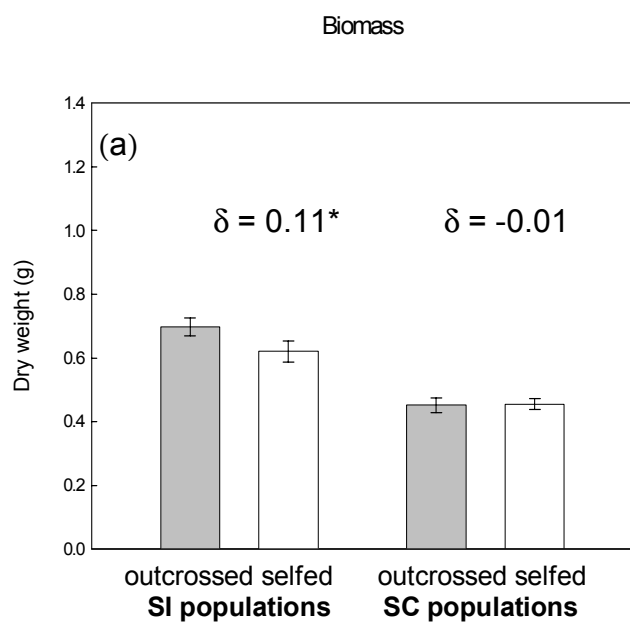 Biomass
1.4
(a)
1.2
δ = 0.11* δ = -0.01
1.0
0.8
Dry weight (g)
0.6
0.4
0.2
0.0
outcrossed selfed outcrossed selfed
SI populations SC populations